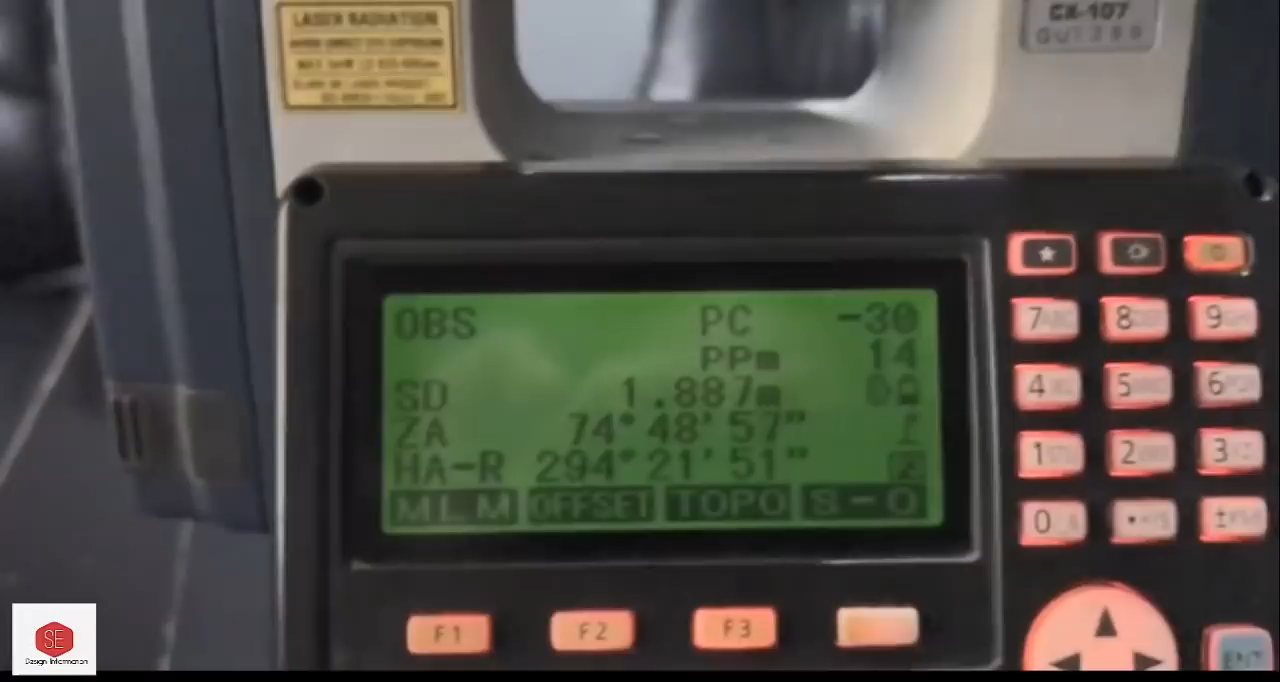 LASER RADIATION
CX-107
OBS PC -30
PPm 14
SD 1.887m
ZA 74°48'57"
HA-R 294°21'51"
MLM OFFSET TOPO S-O
7 8 9
4 5 6
1 2 3
0 • ±
F1 F2 F3
ENT
SE
Design Information